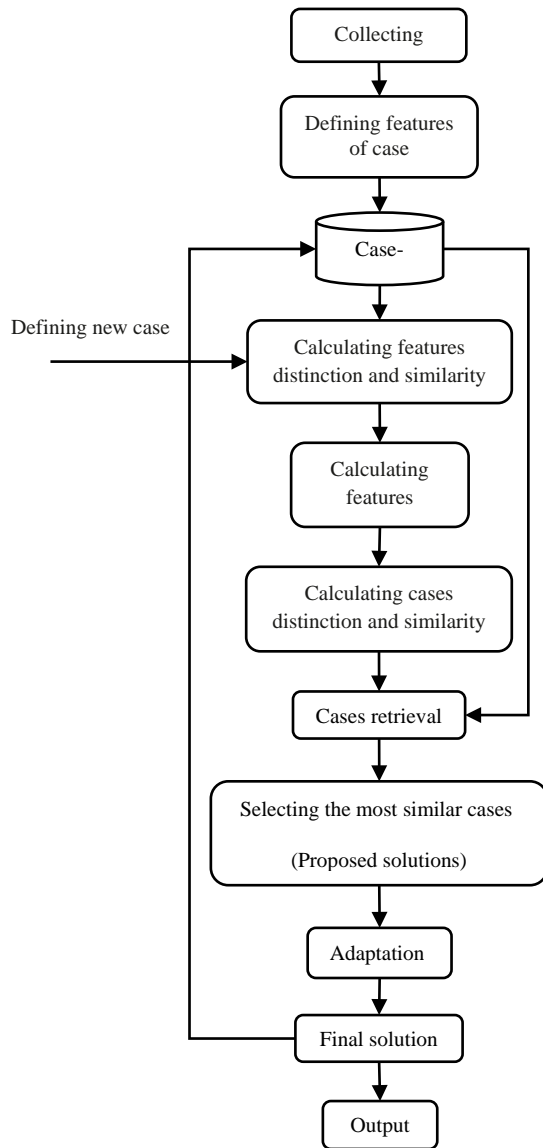 Collecting
Defining features
of case
Case-
Defining new case
Calculating features
distinction and similarity
Calculating
features
Calculating cases
distinction and similarity
Cases retrieval
Selecting the most similar cases
(Proposed solutions)
Adaptation
Final solution
Output